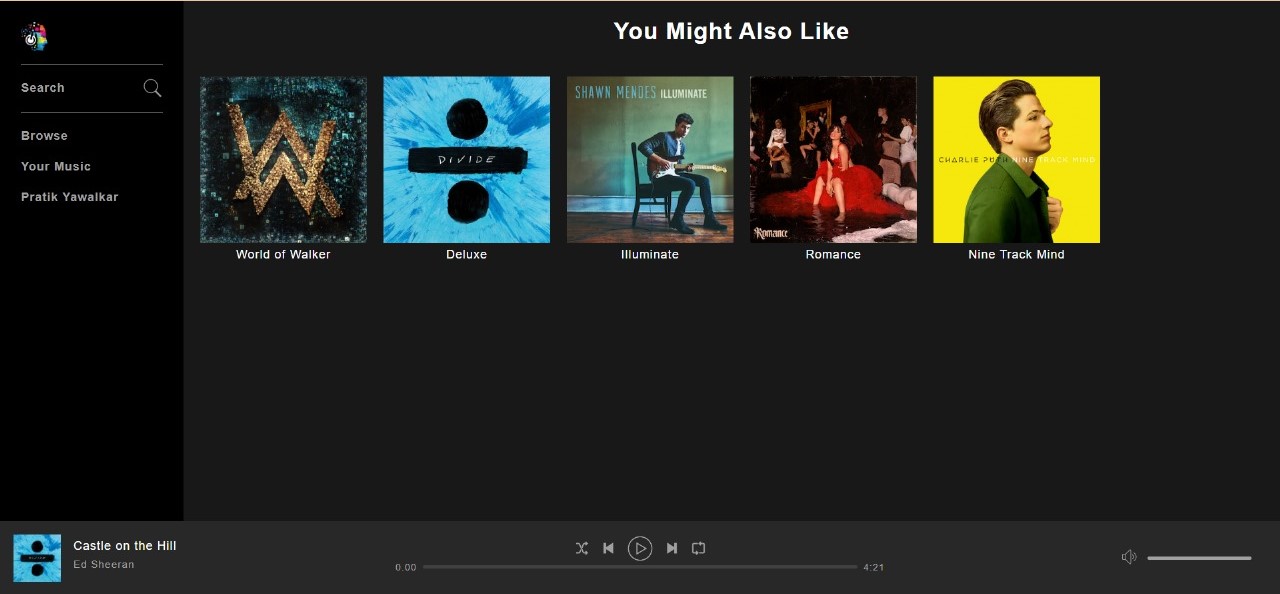 You Might Also Like
Search
Browse
Your Music
Pratik Yawalkar
DIVIDE
SHAWN MENDES ILLUMINATE
Romance
CHARLIE PUTH NINE TRACK MIND
World of Walker
Deluxe
Illuminate
Romance
Nine Track Mind
DIVIDE
Castle on the Hill
Ed Sheeran
0.00
4:21